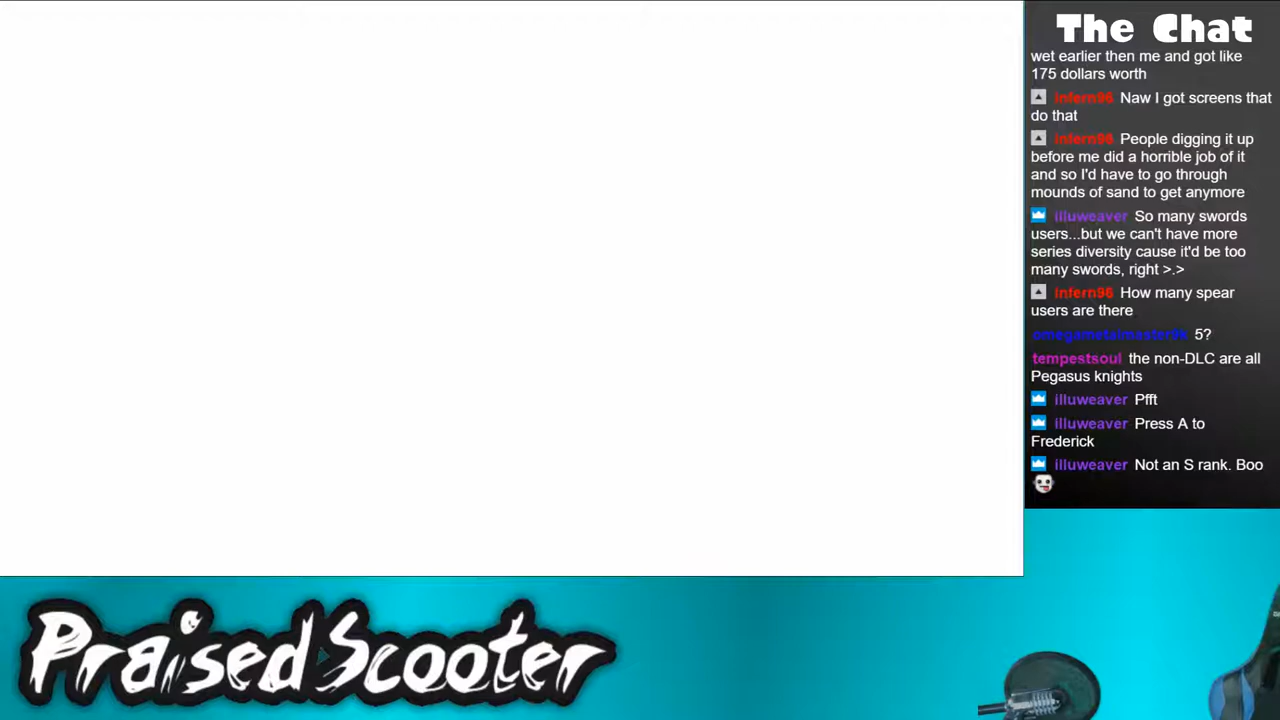 The Chat
wet earlier then me and got like
175 dollars worth
infern96 Naw I got screens that
do that
infern96 People digging it up
before me did a horrible job of it
and so I'd have to go through
mounds of sand to get anymore
illuweaver So many swords
users...but we can't have more
series diversity cause it'd be too
many swords, right >.>
infern96 How many spear
users are there
5?
tempestsoul the non-DLC are all
Pegasus knights
illuweaver Pfft
illuweaver Press A to
Frederick
illuweaver Not an S rank. Boo
PraisedScooter